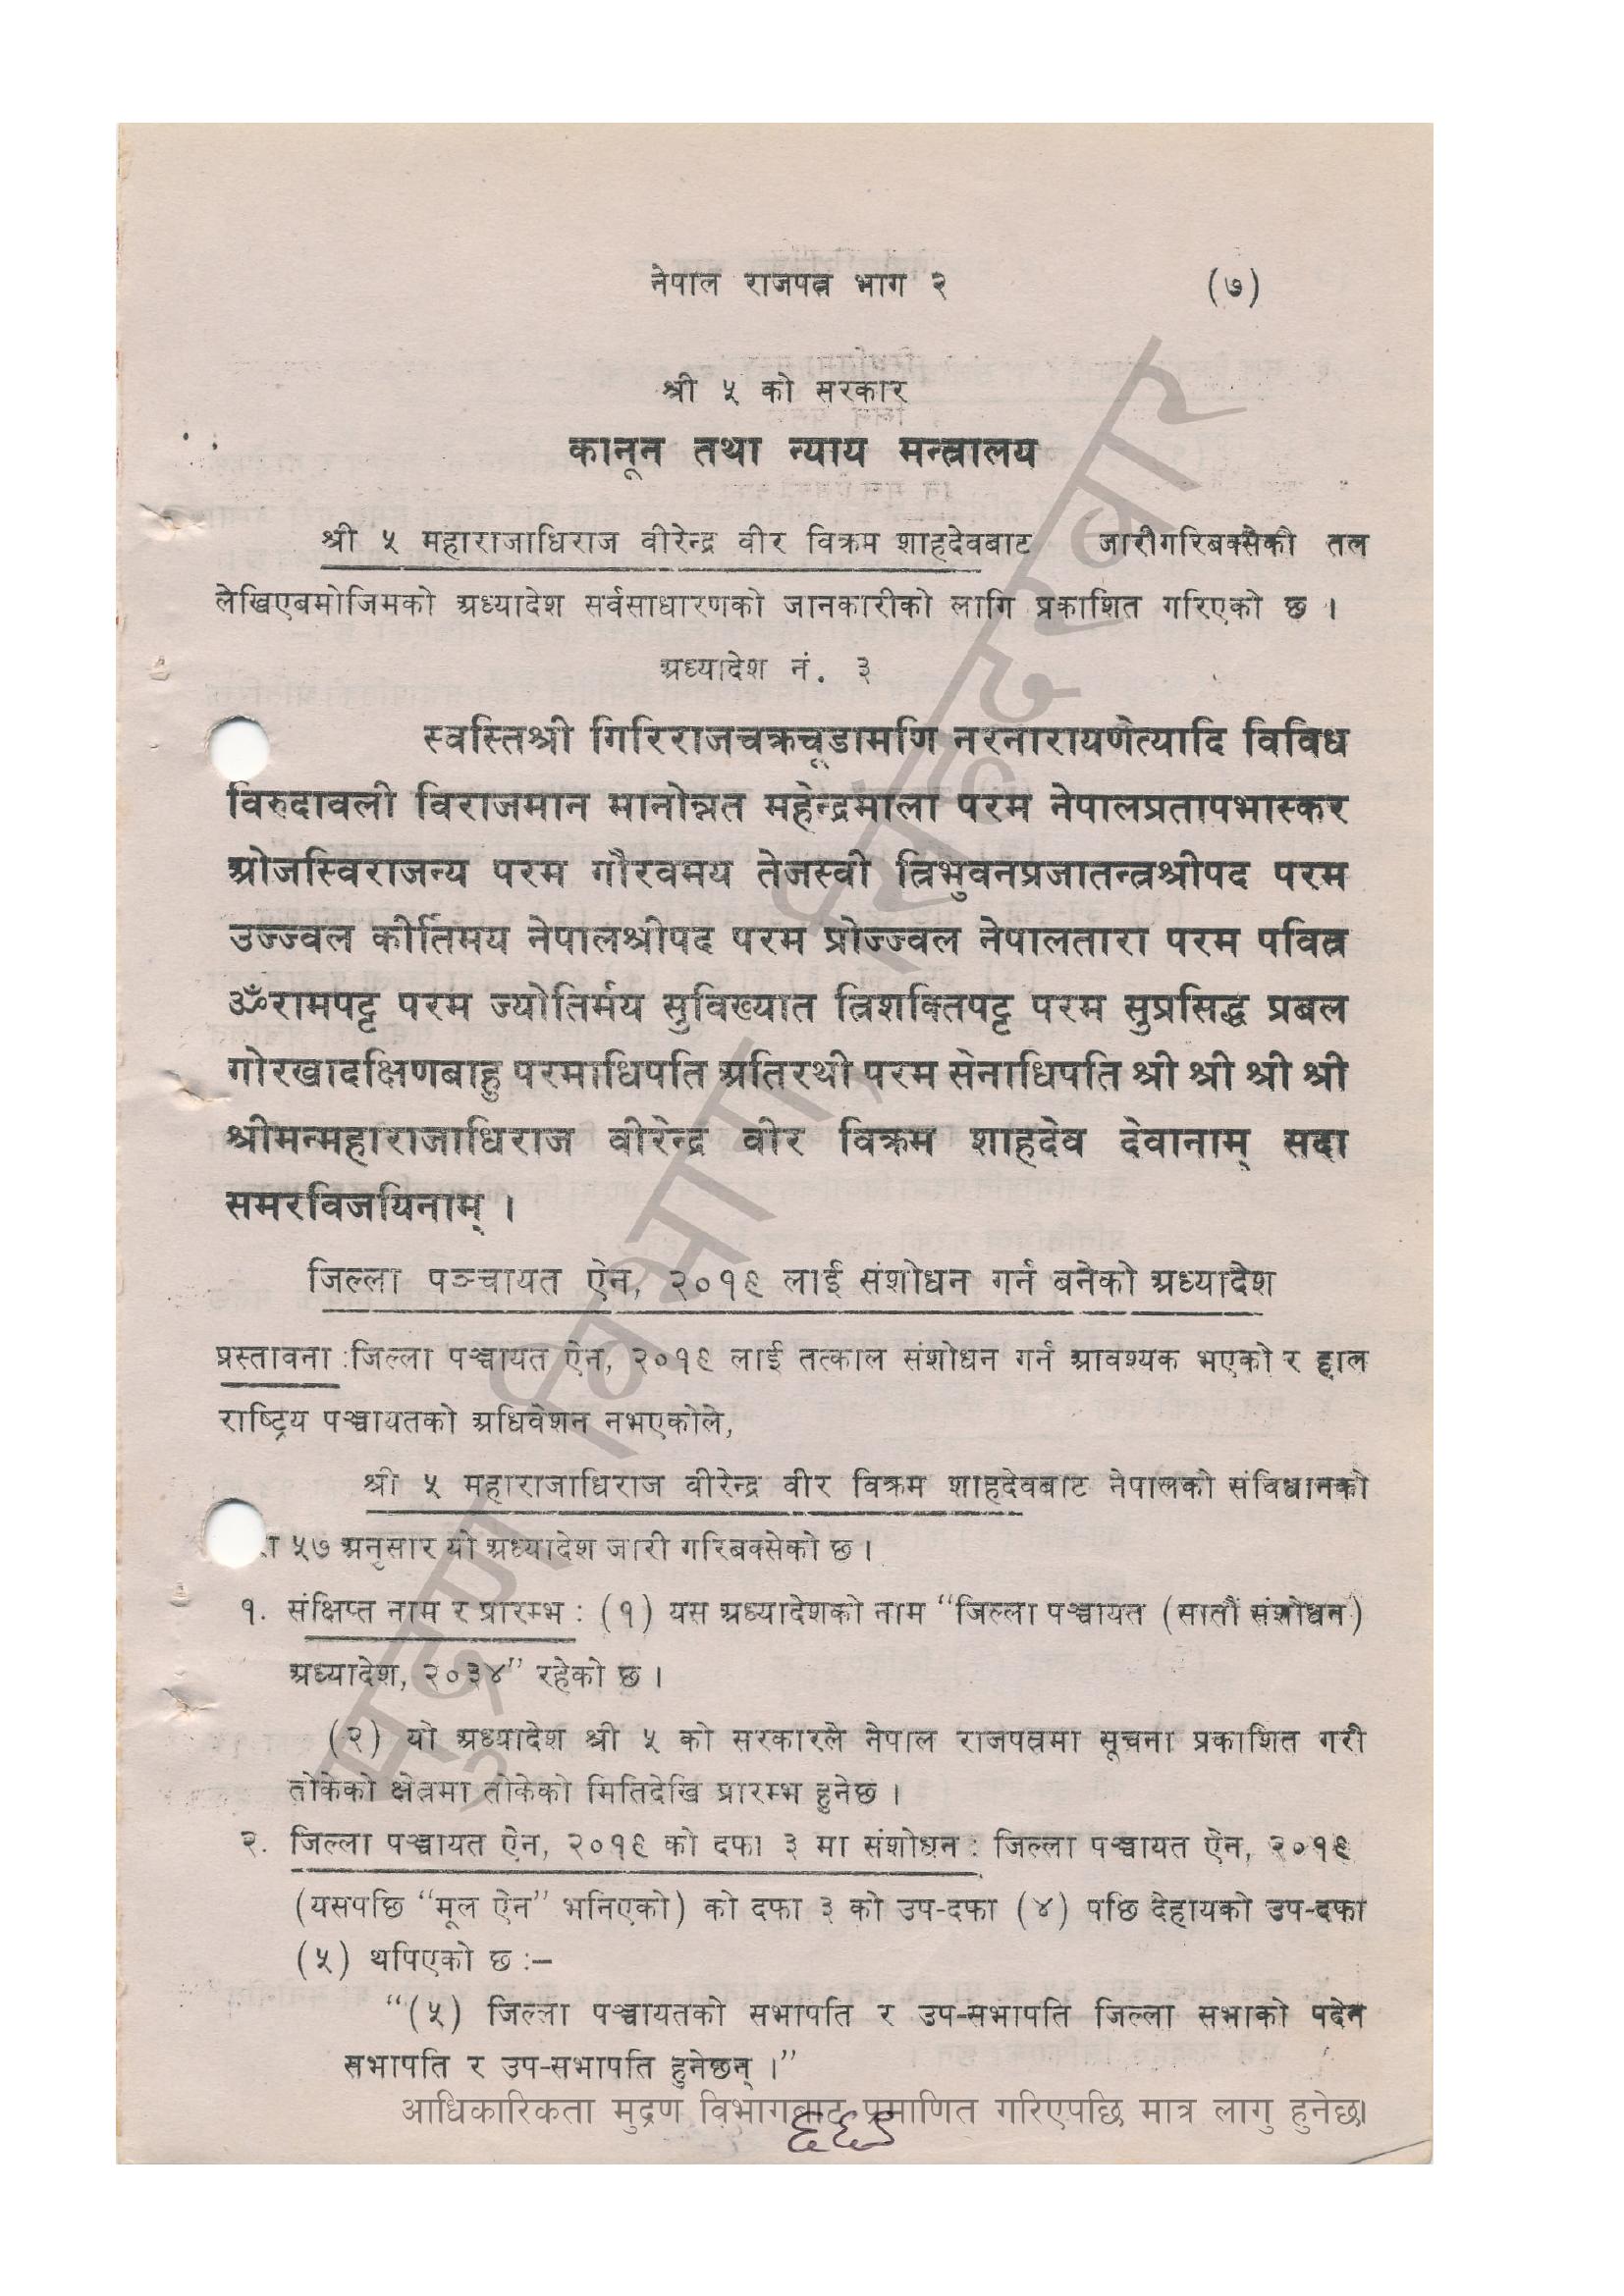 नेपाल राजपत्र भाग २ (७)
श्री ५ को सरकार
कानून तथा न्याय मन्त्रालय
श्री ५ महाराजाधिराज वीरेन्द्र वीर विक्रम शाहदेवबाट जारीगरिबक्सेको तल
लेखिएबमोजिमको अध्यादेश सर्वसाधारणको जानकारीको लागि प्रकाशित गरिएको छ ।
अध्यादेश नं. ३
स्वस्तिश्री गिरिराजचक्रचूडामणि नरनारायणेत्यादि विविध
विरुदावली विराजमान मानोन्नत महेन्द्रमाला परम नेपालप्रतापभास्कर
ओजस्विराजन्य परम गौरवमय तेजस्वी त्रिभुवनप्रजातन्त्रश्रीपद परम
उज्ज्वल कीर्तिमय नेपालश्रीपद परम प्रोज्ज्वल नेपालतारा परम पवित्र
ॐरामपट्ट परम ज्योतिर्मय सुविख्यात त्रिशक्तिपट्ट परम सुप्रसिद्ध प्रबल
गोरखादक्षिणबाहु परमाधिपति अतिरथी परम सेनाधिपति श्री श्री श्री श्री
श्रीमन्महाराजाधिराज वीरेन्द्र वीर विक्रम शाहदेव देवानाम् सदा
समरविजयिनाम् ।
जिल्ला पञ्चायत ऐन, २०१९ लाई संशोधन गर्न बनेको अध्यादेश
प्रस्तावना :जिल्ला पञ्चायत ऐन, २०१९ लाई तत्काल संशोधन गर्न आवश्यक भएको र हाल
राष्ट्रिय पञ्चायतको अधिवेशन नभएकोले,
श्री ५ महाराजाधिराज वीरेन्द्र वीर विक्रम शाहदेवबाट नेपालको संविधानको
५७ अनुसार यो अध्यादेश जारी गरिबक्सेको छ ।
१. संक्षिप्त नाम र प्रारम्भ : (१) यस अध्यादेशको नाम “जिल्ला पञ्चायत (सातौं संशोधन)
अध्यादेश, २०३४” रहेको छ ।
(२) यो अध्यादेश श्री ५ को सरकारले नेपाल राजपत्रमा सूचना प्रकाशित गरी
तोकेको क्षेत्रमा तोकेको मितिदेखि प्रारम्भ हुनेछ ।
२. जिल्ला पञ्चायत ऐन, २०१९ को दफा ३ मा संशोधन : जिल्ला पञ्चायत ऐन, २०१९
(यसपछि “मूल ऐन” भनिएको) को दफा ३ को उप-दफा (४) पछि देहायको उप-दफा
(५) थपिएको छ :–
“(५) जिल्ला पञ्चायतको सभापति र उप-सभापति जिल्ला सभाको पदेन
सभापति र उप-सभापति हुनेछन् ।”
आधिकारिकता मुद्रण विभागबाट प्रमाणित गरिएपछि मात्र लागु हुनेछ।
६६९
मुद्रण विभाग, सिंहदरबार